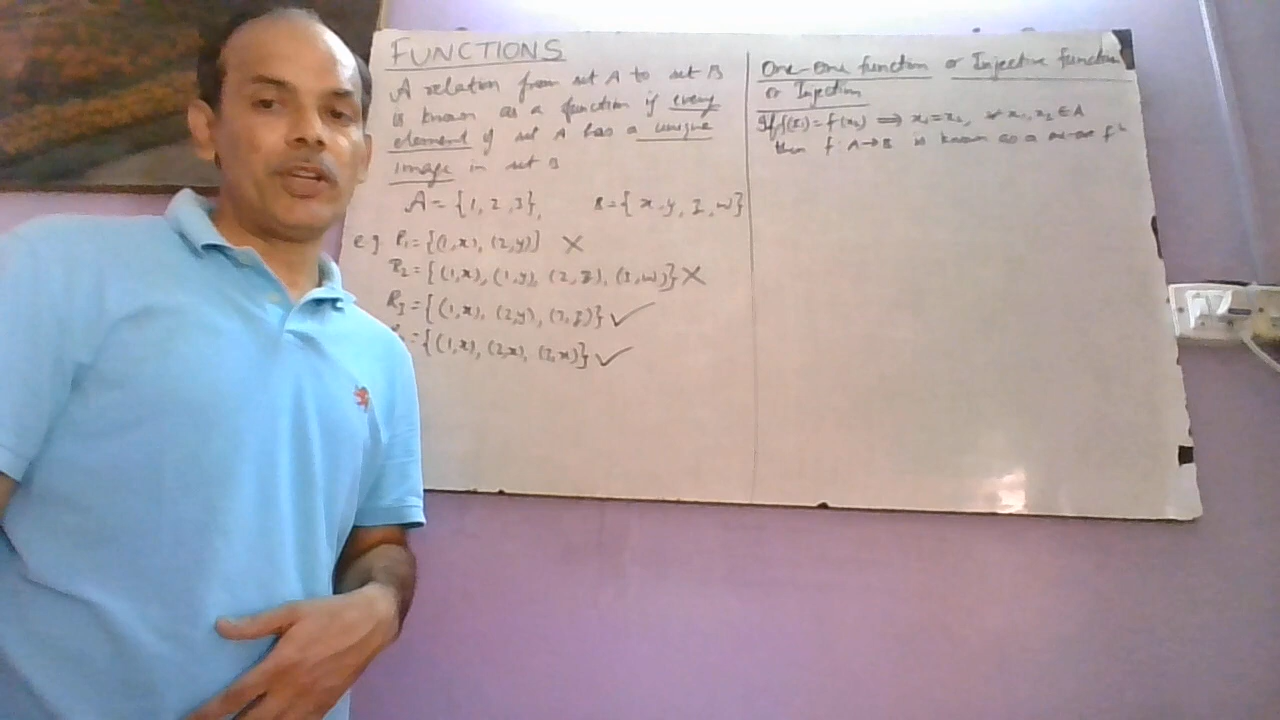 FUNCTIONS
A relation from set A to set B
is known as a function if every
element of set A has a unique
image in set B
A = {1, 2, 3}, B = { x, y, z, w}
e.g. R₁ = {(1,x), (2,y)} ✗
R₂ = {(1,x), (1,y), (2,z), (3,w)} ✗
R₃ = {(1,x), (2,y), (3,z)} ✓
= {(1,x), (2,x), (3,x)} ✓
One-One function or Injective function
or Injection
If f(x₁) = f(x₂) ⟹ x₁ = x₂, ∀ x₁, x₂ ∈ A
then f: A→B is known as a one-one fⁿ